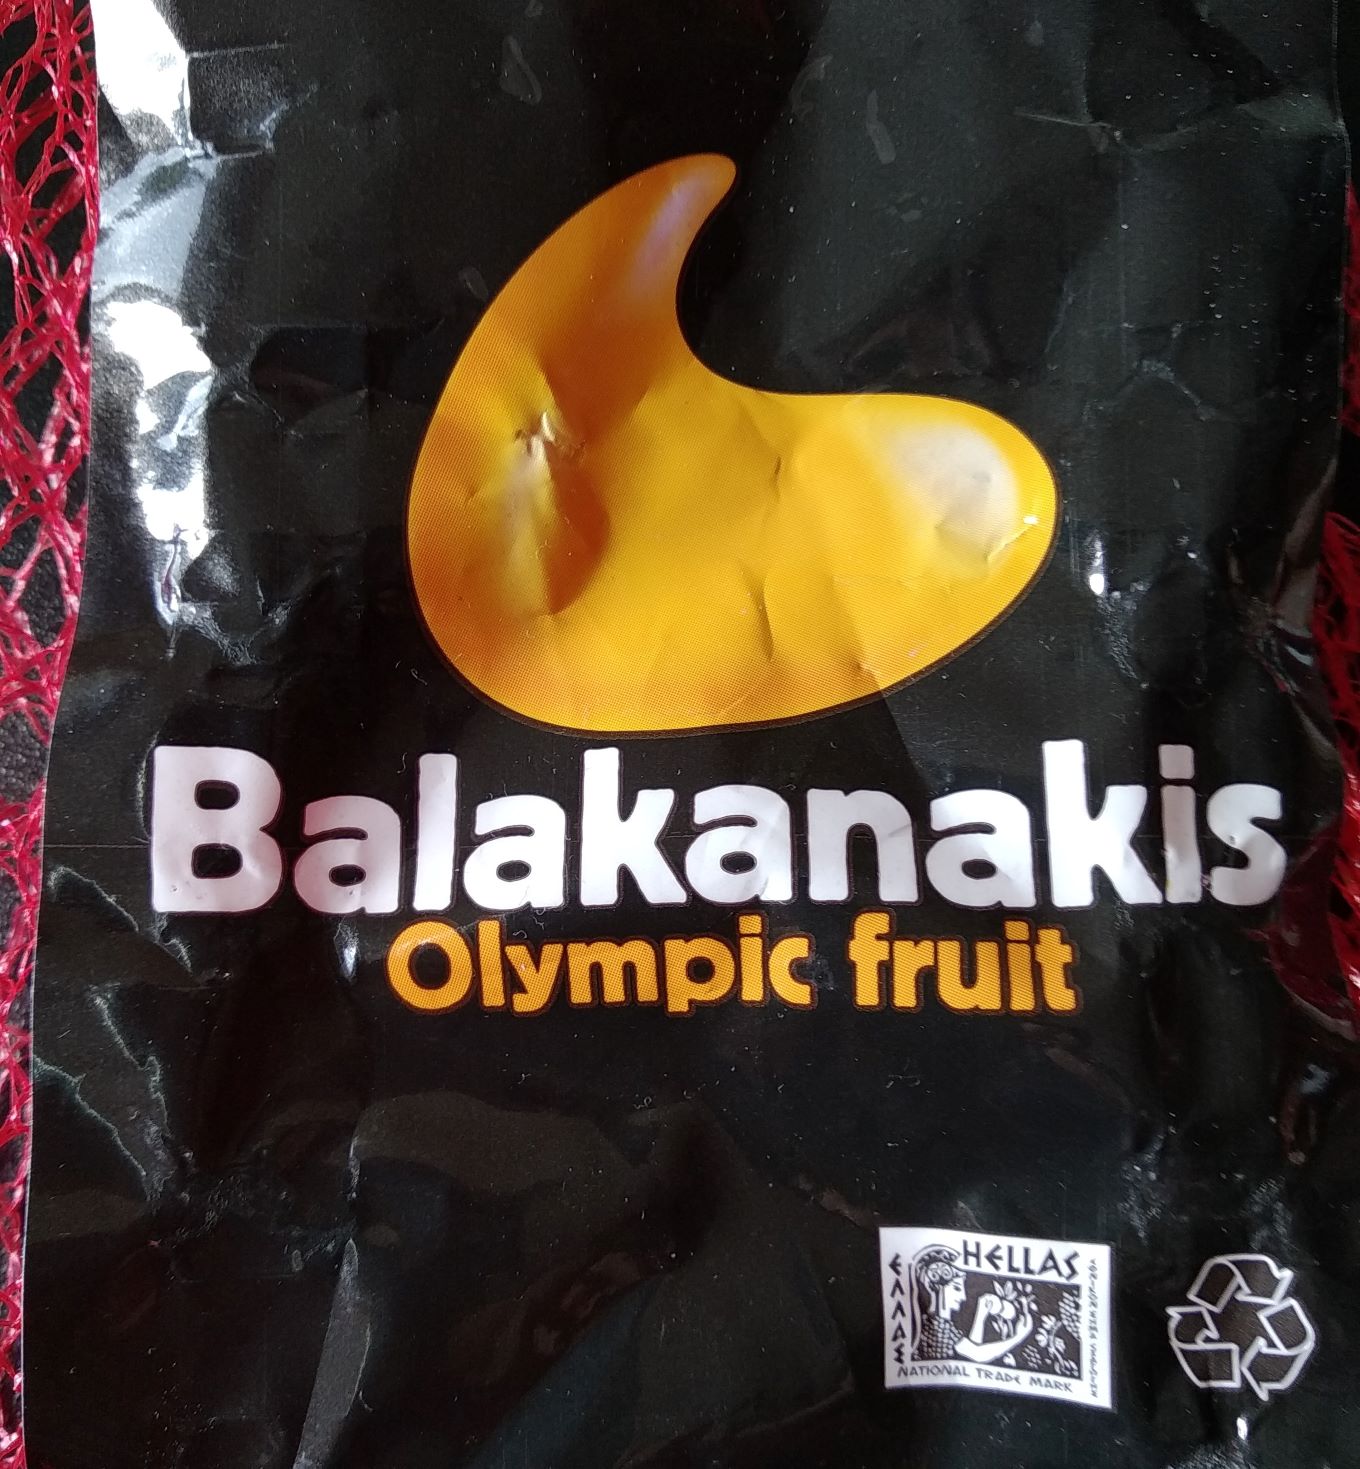 Balakanakis
Olympic fruit
HELLAS
ΕΛΛΑΣ
NATIONAL TRADE MARK